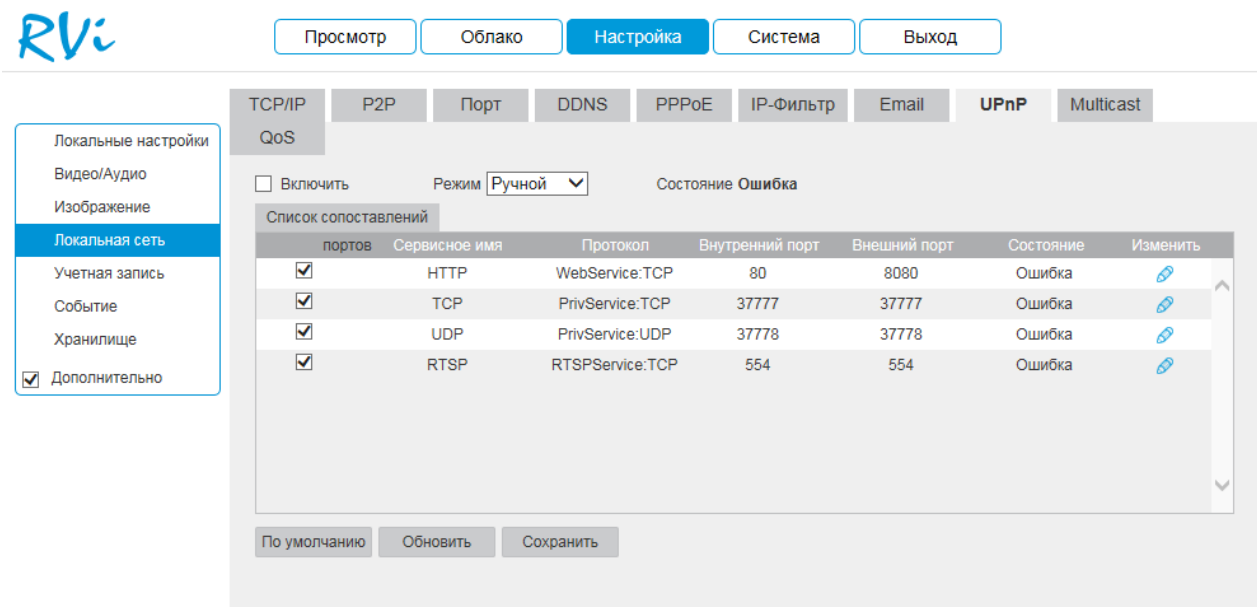 RVi
Просмотр Облако Настройка Система Выход
TCP/IP P2P Порт DDNS PPPoE IP-Фильтр Email UPnP Multicast
QoS
Локальные настройки
Видео/Аудио
Изображение
Локальная сеть
Учетная запись
Событие
Хранилище
Дополнительно
Включить Режим Ручной Состояние Ошибка
Список сопоставлений
портов Сервисное имя Протокол Внутренний порт Внешний порт Состояние Изменить
HTTP WebService:TCP 80 8080 Ошибка
TCP PrivService:TCP 37777 37777 Ошибка
UDP PrivService:UDP 37778 37778 Ошибка
RTSP RTSPService:TCP 554 554 Ошибка
По умолчанию Обновить Сохранить